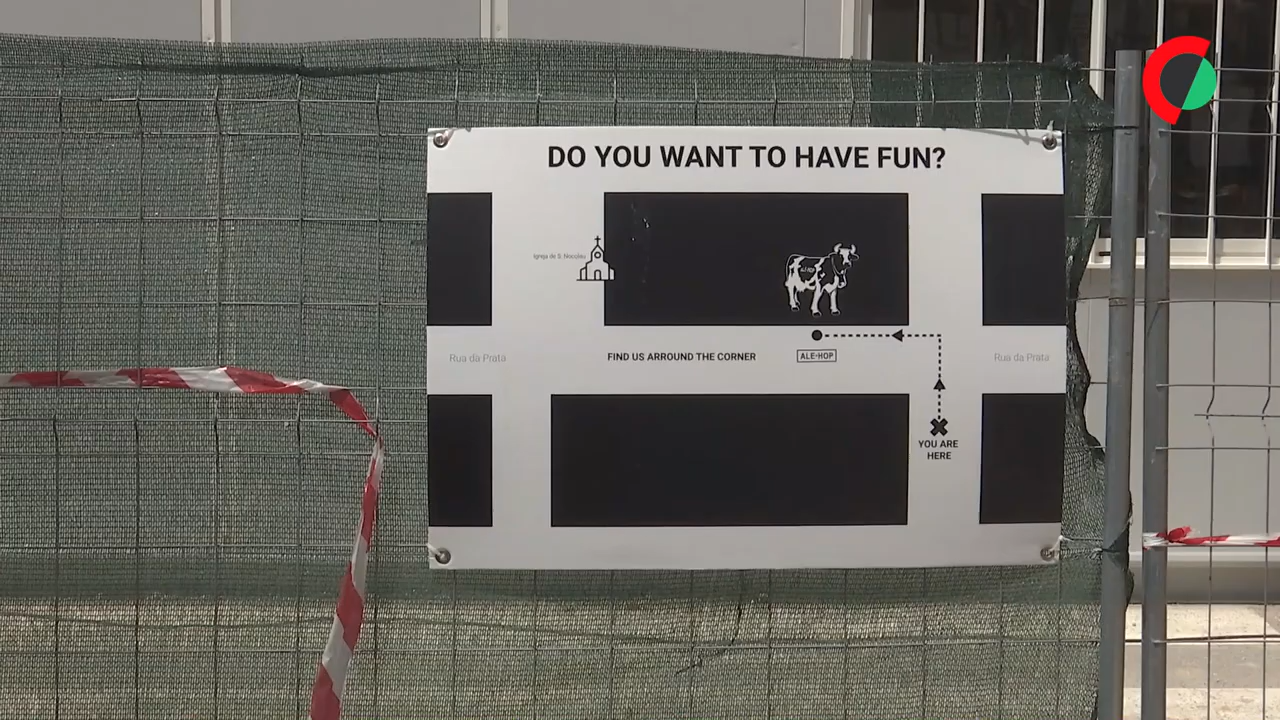 DO YOU WANT TO HAVE FUN?
Igreja de S. Nocolau
Rua da Prata
FIND US ARROUND THE CORNER
ALE-HOP
Rua da Prata
YOU ARE
HERE